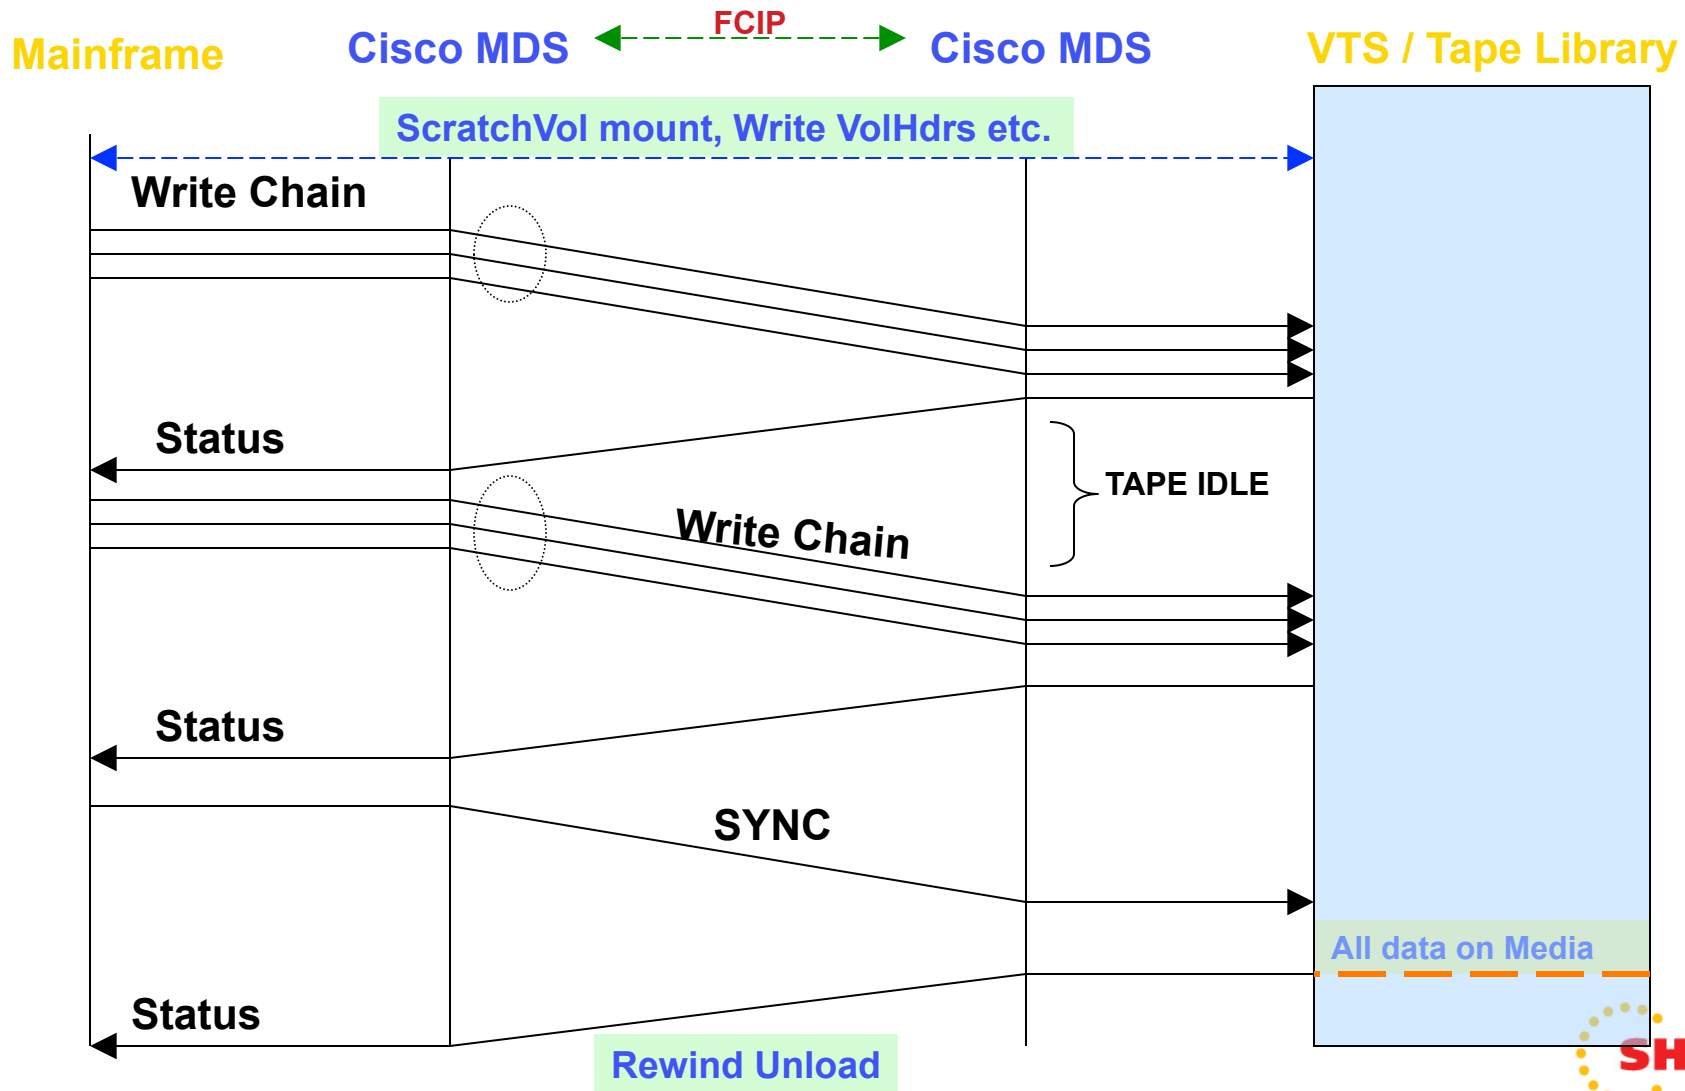 FCIP
Mainframe
Cisco MDS
Cisco MDS
VTS / Tape Library
ScratchVol mount, Write VolHdrs etc.
Write Chain
Status
TAPE IDLE
Write Chain
Status
SYNC
All data on Media
Status
Rewind Unload
SH